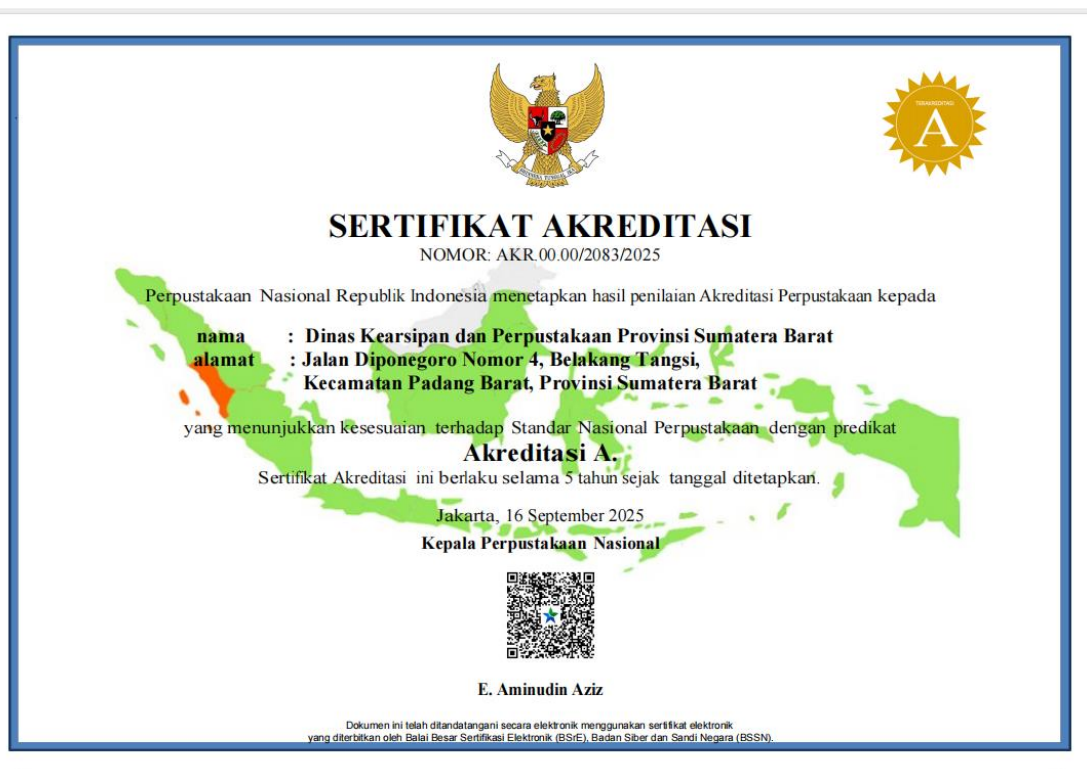 TERAKREDITASI
A
SERTIFIKAT AKREDITASI
NOMOR: AKR.00.00/2083/2025
Perpustakaan Nasional Republik Indonesia menetapkan hasil penilaian Akreditasi Perpustakaan kepada
nama : Dinas Kearsipan dan Perpustakaan Provinsi Sumatera Barat
alamat : Jalan Diponegoro Nomor 4, Belakang Tangsi,
Kecamatan Padang Barat, Provinsi Sumatera Barat
yang menunjukkan kesesuaian terhadap Standar Nasional Perpustakaan dengan predikat
Akreditasi A.
Sertifikat Akreditasi ini berlaku selama 5 tahun sejak tanggal ditetapkan.
Jakarta, 16 September 2025
Kepala Perpustakaan Nasional
E. Aminudin Aziz
Dokumen ini telah ditandatangani secara elektronik menggunakan sertifikat elektronik
yang diterbitkan oleh Balai Besar Sertifikasi Elektronik (BSrE), Badan Siber dan Sandi Negara (BSSN).